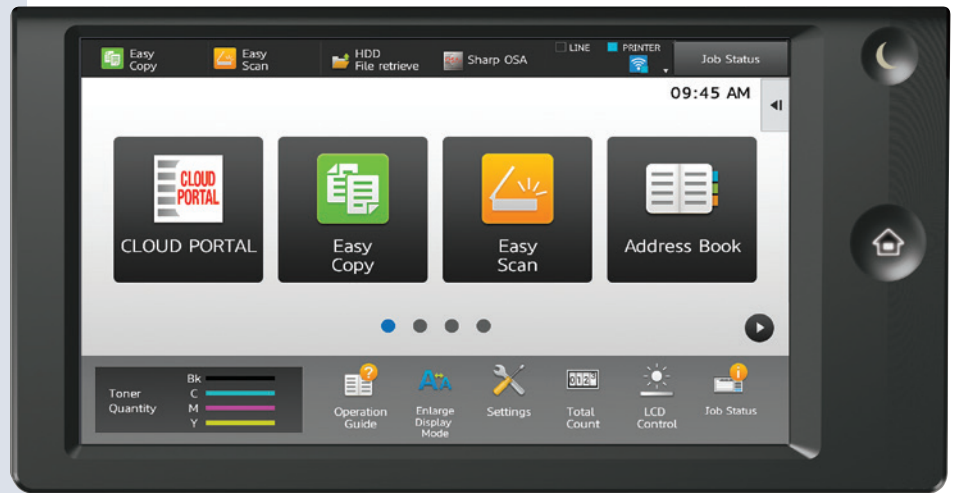 Easy
Copy
Easy
Scan
HDD
File retrieve
Sharp OSA
LINE
PRINTER
Job Status
09:45 AM
CLOUD
PORTAL
CLOUD PORTAL
Easy
Copy
Easy
Scan
Address Book
Toner
Quantity
Bk
C
M
Y
Operation
Guide
Enlarge
Display
Mode
Settings
Total
Count
LCD
Control
Job Status